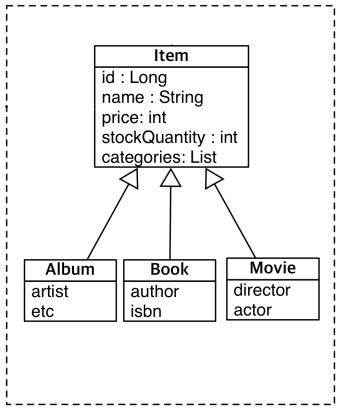 Item
id : Long
name : String
price: int
stockQuantity : int
categories: List
Album
artist
etc
Book
author
isbn
Movie
director
actor